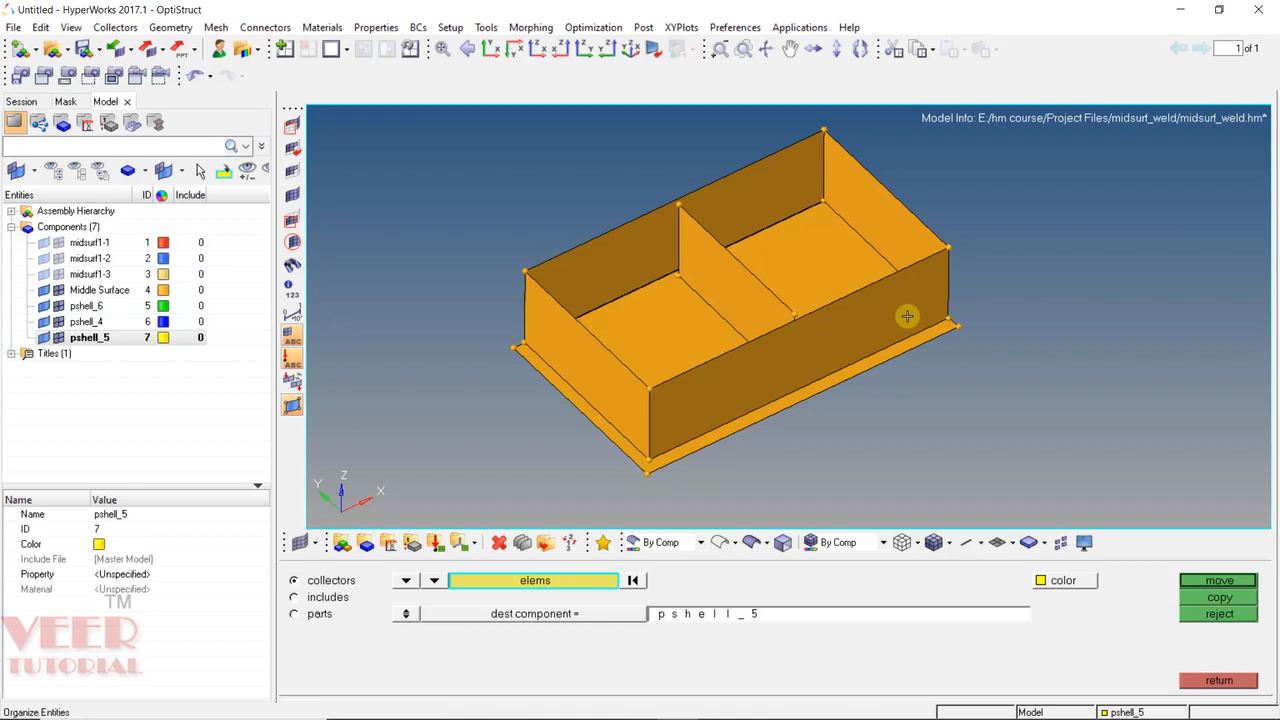 Untitled - HyperWorks 2017.1 - OptiStruct
File Edit View Collectors Geometry Mesh Connectors Materials Properties BCs Setup Tools Morphing Optimization Post XYPlots Preferences Applications Help
1 of 1
Session Mask Model
Model Info: E:/hm course/Project Files/midsurf_weld/midsurf_weld.hm*
Entities ID Include
Assembly Hierarchy
Components (7)
midsurf1-1 1 0
midsurf1-2 2 0
midsurf1-3 3 0
Middle Surface 4 0
pshell_6 5 0
pshell_4 6 0
pshell_5 7 0
Titles (1)
123
ABC
ABC
Z
Y
X
Name Value
Name pshell_5
ID 7
Color
Include File [Master Model]
Property <Unspecified>
Material <Unspecified>
TM
VEER
TUTORIAL
By Comp By Comp
collectors elems color move
includes copy
parts dest component = pshell_5 reject
return
Organize Entities Model pshell_5